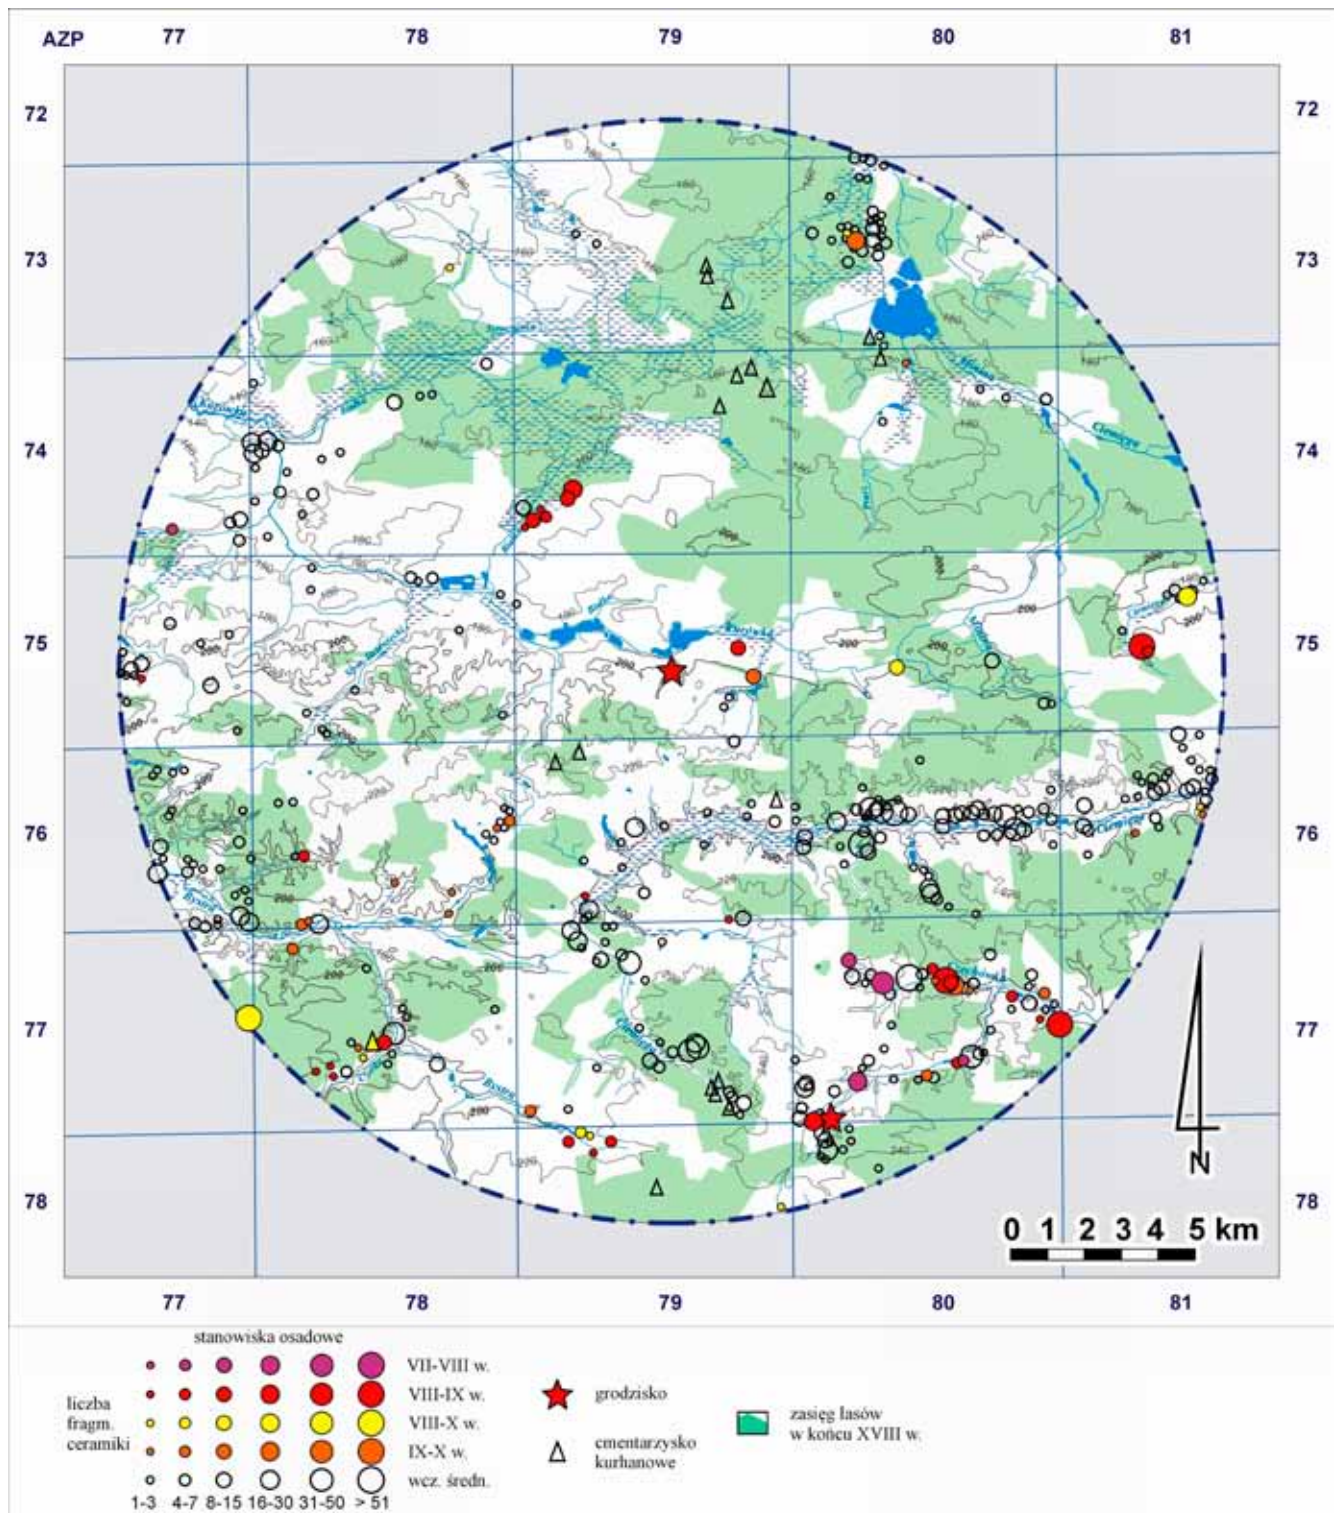 AZP 77 78 79 80 81
72 72
73 73
74 74
75 75
76 76
77 77
78 78
Ciemięga
Bystra
Ciemięga
N
0 1 2 3 4 5 km
77 78 79 80 81
stanowiska osadowe
liczba
fragm.
ceramiki
VII-VIII w.
VIII-IX w.
VIII-X w.
IX-X w.
wcz. średn.
1-3 4-7 8-15 16-30 31-50 > 51
grodzisko
cmentarzysko
kurhanowe
zasięg lasów
w końcu XVIII w.